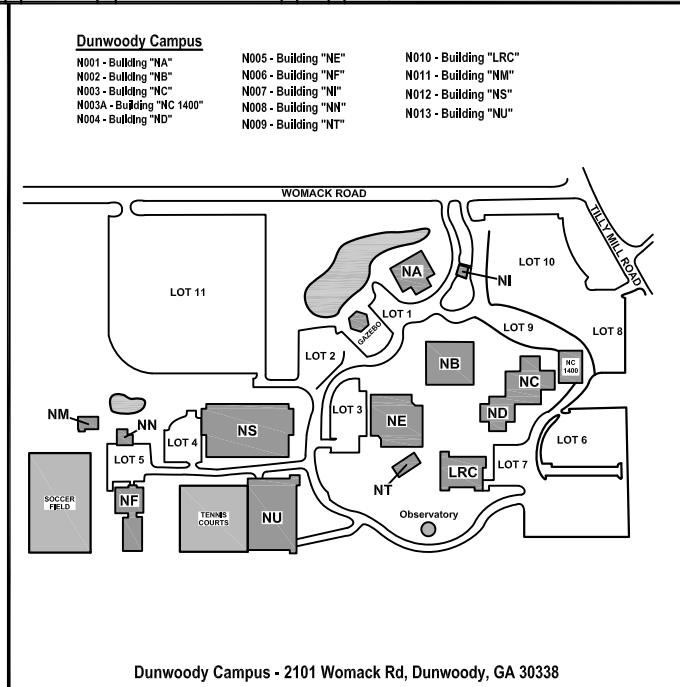 Dunwoody Campus
N001 - Building "NA"
N002 - Building "NB"
N003 - Building "NC"
N003A - Building "NC 1400"
N004 - Building "ND"
N005 - Building "NE"
N006 - Building "NF"
N007 - Building "NI"
N008 - Building "NN"
N009 - Building "NT"
N010 - Building "LRC"
N011 - Building "NM"
N012 - Building "NS"
N013 - Building "NU"
WOMACK ROAD
TILLY MILL ROAD
LOT 10
NA
NI
LOT 11
LOT 1
GAZEBO
LOT 9
LOT 8
LOT 2
NB
NC
1400
NC
NM
NN
LOT 3
NE
ND
NS
LOT 4
LOT 6
LOT 5
LRC
LOT 7
NT
SOCCER
FIELD
NF
TENNIS
COURTS
NU
Observatory
Dunwoody Campus - 2101 Womack Rd, Dunwoody, GA 30338